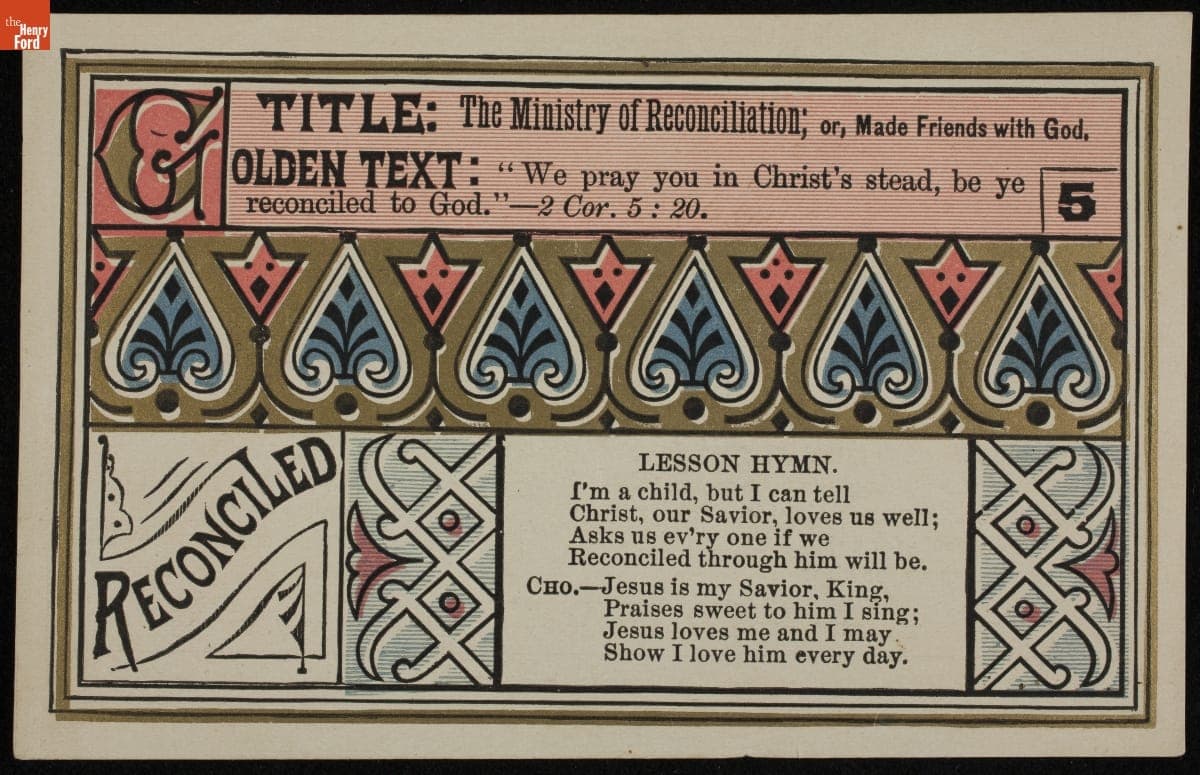 the
Henry
Ford
TITLE: The Ministry of Reconciliation; or, Made Friends with God.
GOLDEN TEXT: "We pray you in Christ's stead, be ye
reconciled to God."—2 Cor. 5 : 20.
5
RECONCILED
LESSON HYMN.
I'm a child, but I can tell
Christ, our Savior, loves us well;
Asks us ev'ry one if we
Reconciled through him will be.
CHO.—Jesus is my Savior, King,
Praises sweet to him I sing;
Jesus loves me and I may
Show I love him every day.